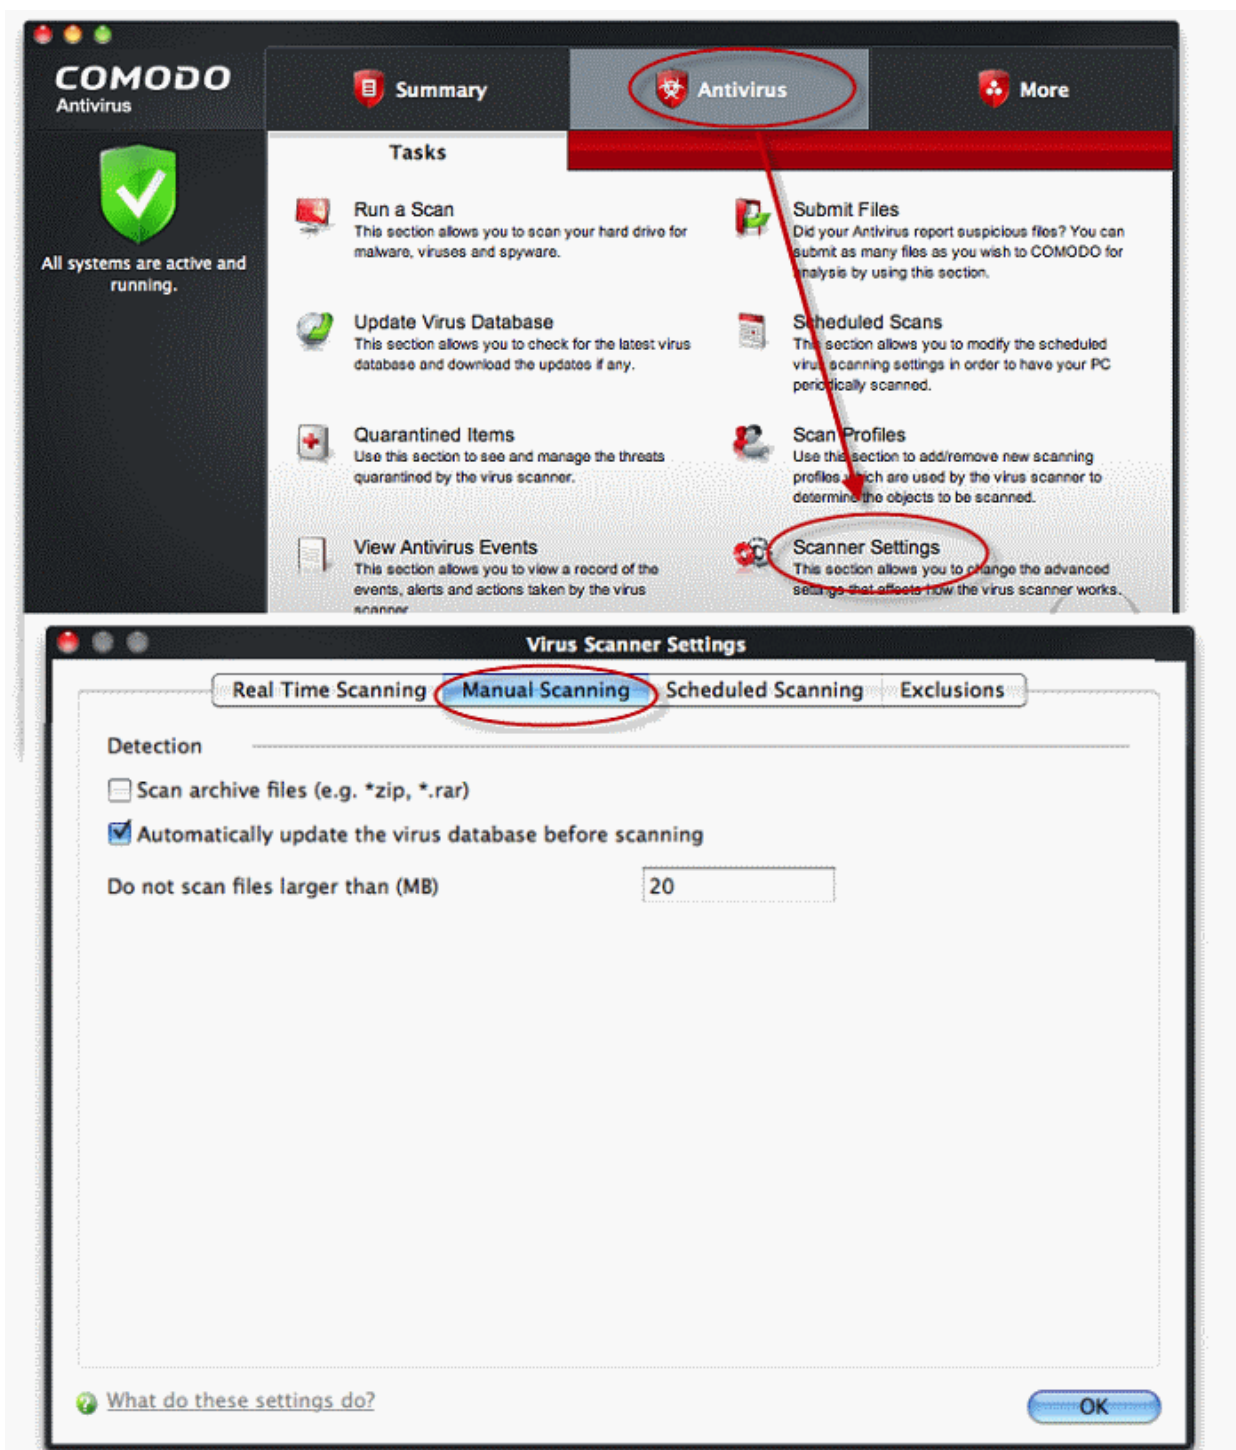 COMODO
Antivirus
Summary
Antivirus
More
Tasks
All systems are active and
running.
Run a Scan
This section allows you to scan your hard drive for
malware, viruses and spyware.
Submit Files
Did your Antivirus report suspicious files? You can
submit as many files as you wish to COMODO for
analysis by using this section.
Update Virus Database
This section allows you to check for the latest virus
database and download the updates if any.
Scheduled Scans
This section allows you to modify the scheduled
virus scanning settings in order to have your PC
periodically scanned.
Quarantined Items
Use this section to see and manage the threats
quarantined by the virus scanner.
Scan Profiles
Use this section to add/remove new scanning
profiles which are used by the virus scanner to
determine the objects to be scanned.
View Antivirus Events
This section allows you to view a record of the
events, alerts and actions taken by the virus
scanner
Scanner Settings
This section allows you to change the advanced
settings that affects how the virus scanner works.
Virus Scanner Settings
Real Time Scanning
Manual Scanning
Scheduled Scanning
Exclusions
Detection
Scan archive files (e.g. *zip, *.rar)
Automatically update the virus database before scanning
Do not scan files larger than (MB)
20
What do these settings do?
OK